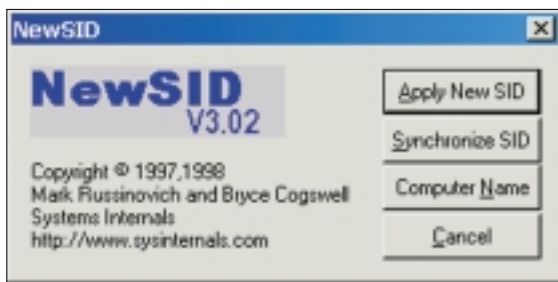 NewSID
NewSID
V3.02
Copyright © 1997,1998
Mark Russinovich and Bryce Cogswell
Systems Internals
http://www.sysinternals.com
Apply New SID
Synchronize SID
Computer Name
Cancel